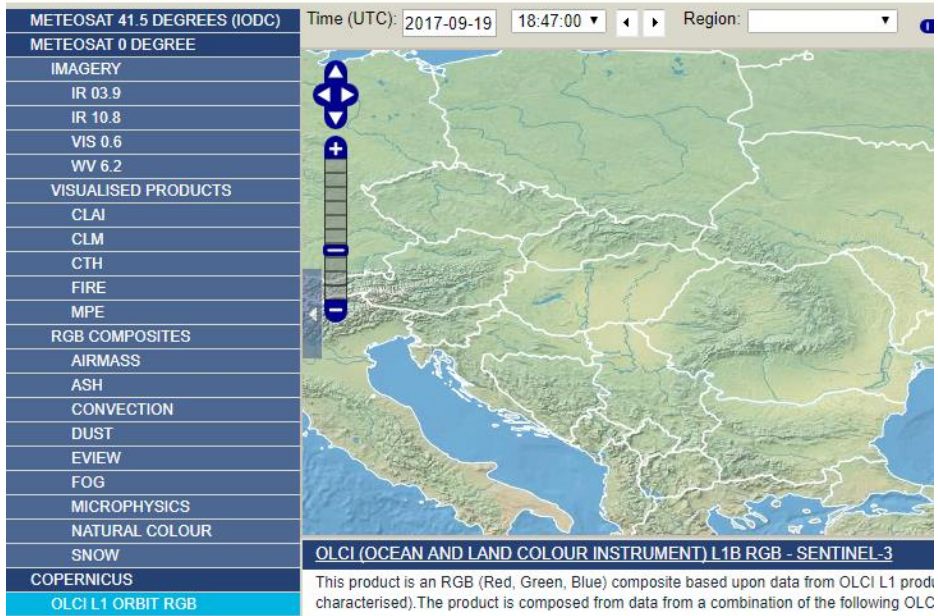 METEOSAT 41.5 DEGREES (IODC)
METEOSAT 0 DEGREE
IMAGERY
IR 03.9
IR 10.8
VIS 0.6
WV 6.2
VISUALISED PRODUCTS
CLAI
CLM
CTH
FIRE
MPE
RGB COMPOSITES
AIRMASS
ASH
CONVECTION
DUST
EVIEW
FOG
MICROPHYSICS
NATURAL COLOUR
SNOW
COPERNICUS
OLCI L1 ORBIT RGB
Time (UTC): 2017-09-19 18:47:00 Region:
OLCI (OCEAN AND LAND COLOUR INSTRUMENT) L1B RGB - SENTINEL-3
This product is an RGB (Red, Green, Blue) composite based upon data from OLCI L1 produ
characterised).The product is composed from data from a combination of the following OLC